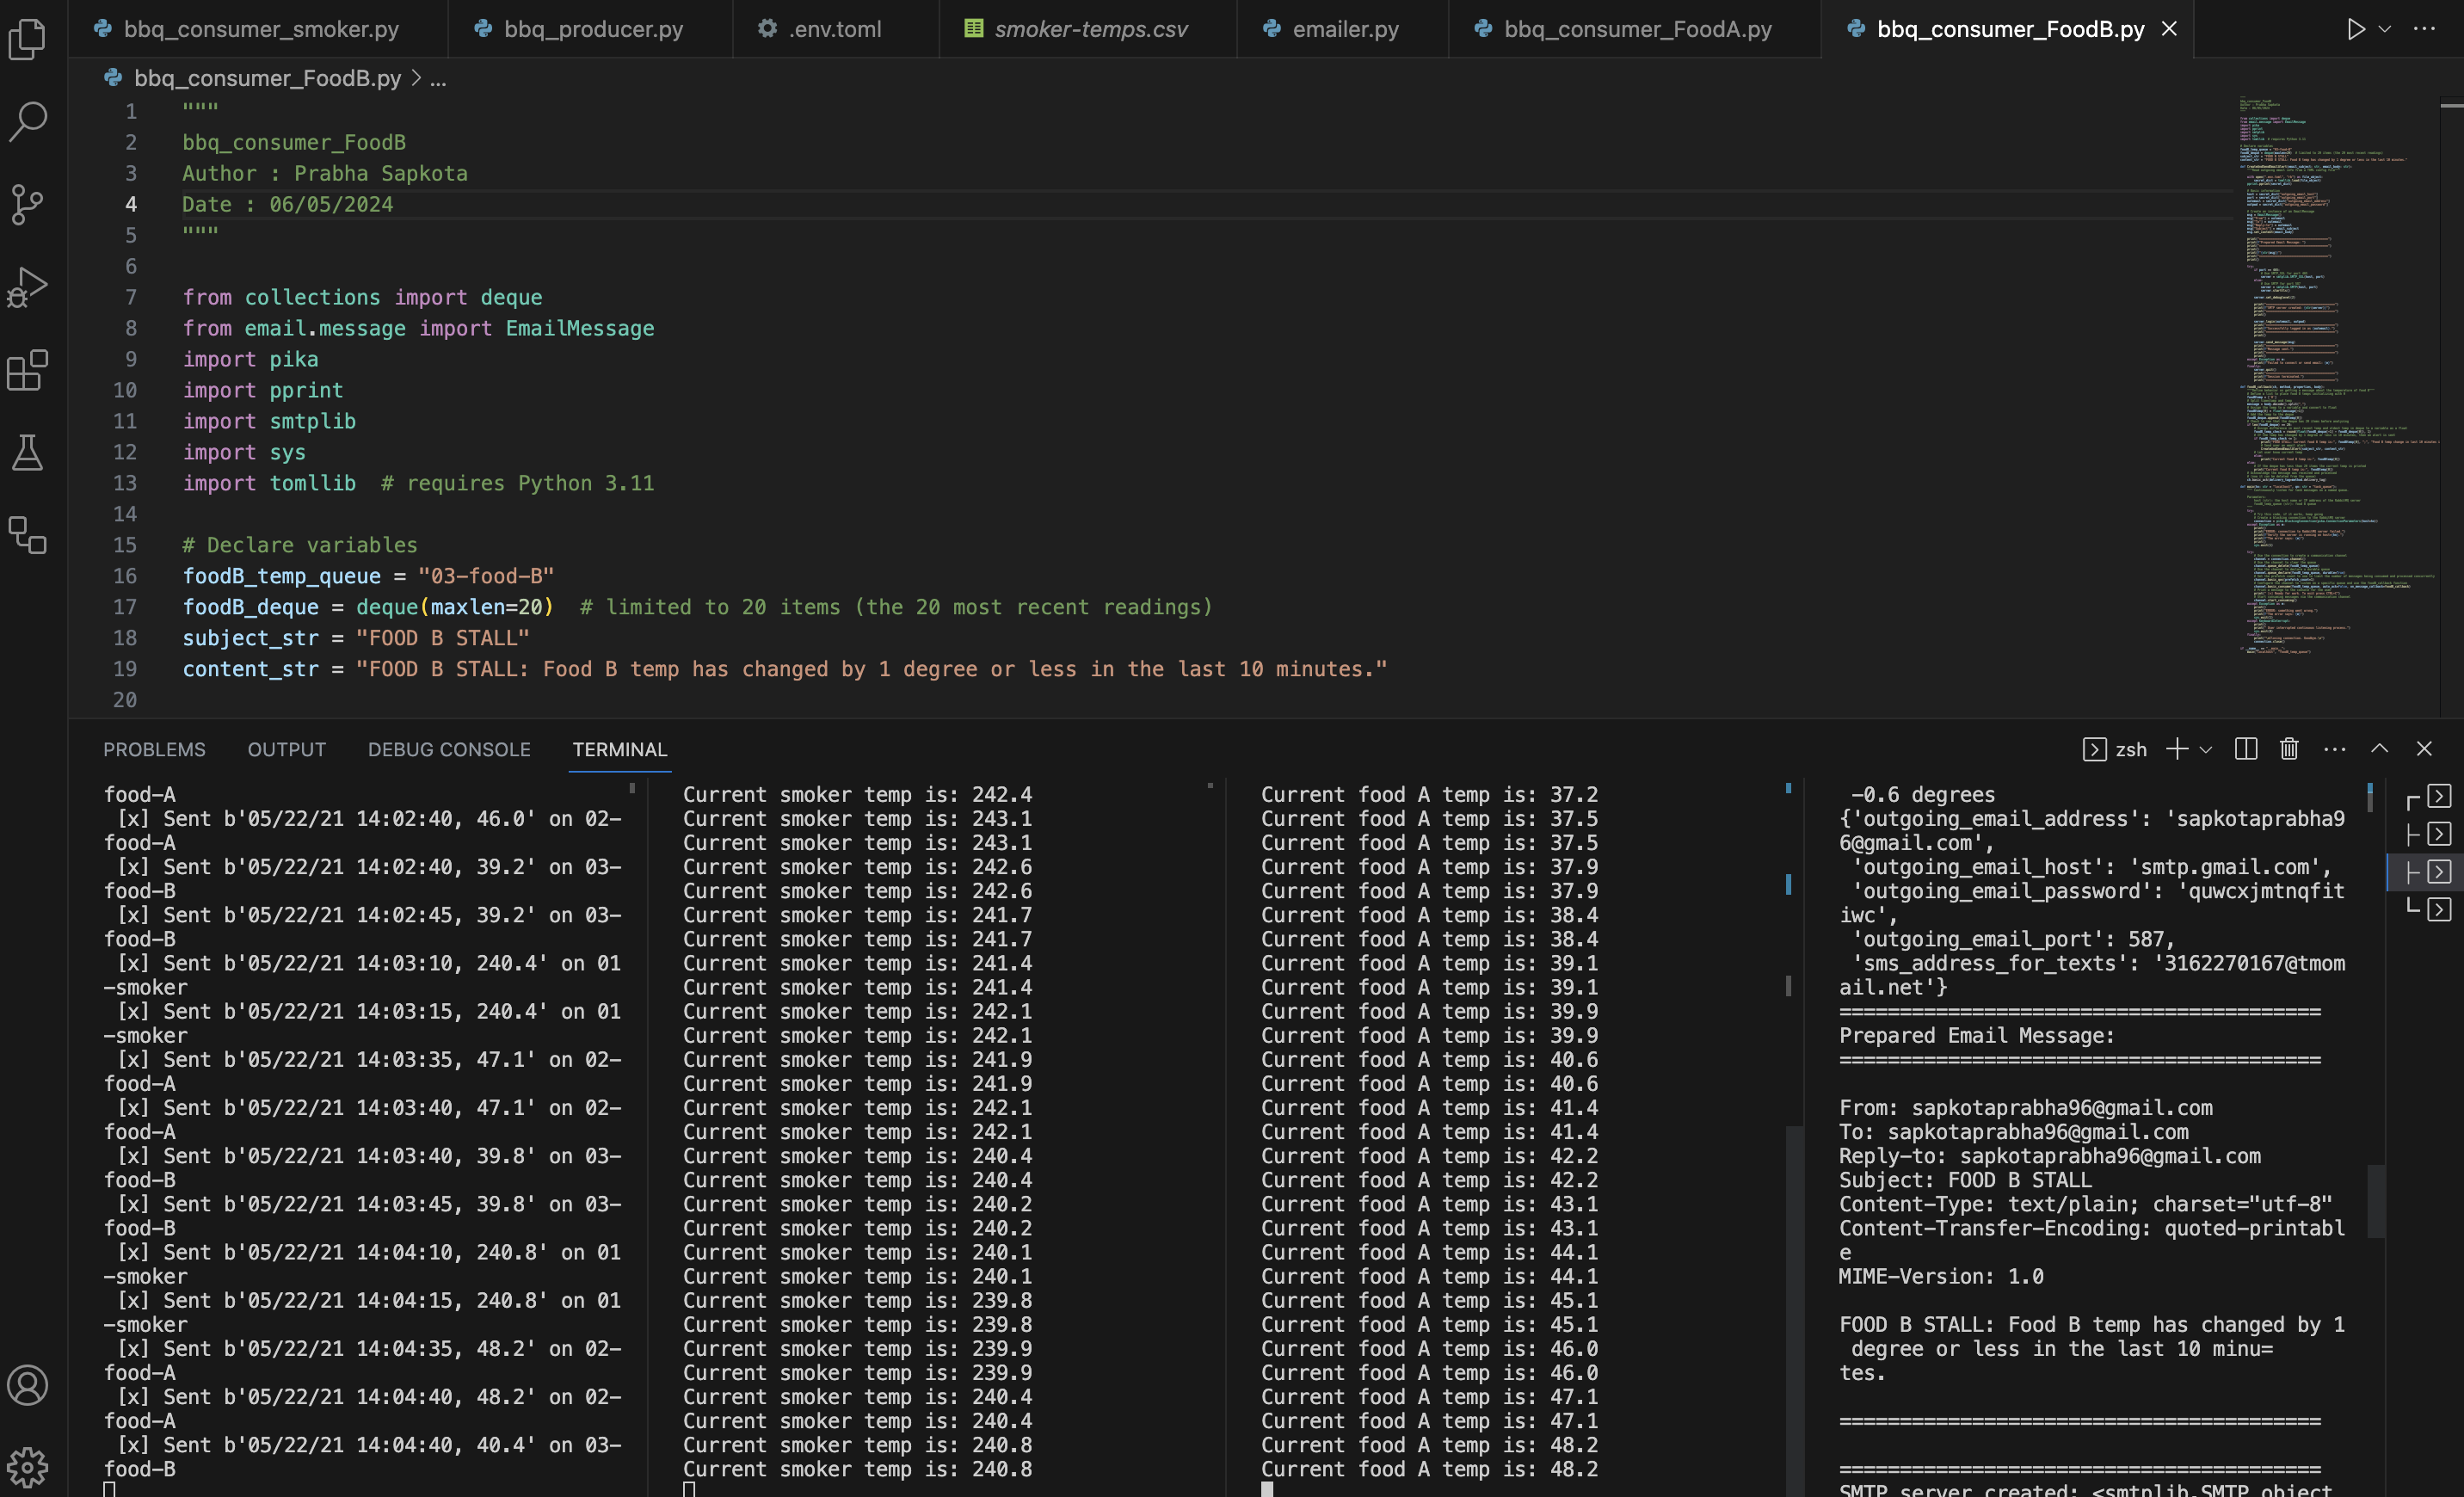 bbq_consumer_smoker.py
bbq_producer.py
.env.toml
smoker-temps.csv
emailer.py
bbq_consumer_FoodA.py
bbq_consumer_FoodB.py
bbq_consumer_FoodB.py > ...
1 """
2 bbq_consumer_FoodB
3 Author : Prabha Sapkota
4 Date : 06/05/2024
5 """
6
7 from collections import deque
8 from email.message import EmailMessage
9 import pika
10 import pprint
11 import smtplib
12 import sys
13 import tomllib  # requires Python 3.11
14
15 # Declare variables
16 foodB_temp_queue = "03-food-B"
17 foodB_deque = deque(maxlen=20)  # limited to 20 items (the 20 most recent readings)
18 subject_str = "FOOD B STALL"
19 content_str = "FOOD B STALL: Food B temp has changed by 1 degree or less in the last 10 minutes."
20
PROBLEMS OUTPUT DEBUG CONSOLE TERMINAL
zsh
food-A
[x] Sent b'05/22/21 14:02:40, 46.0' on 02-
food-A
[x] Sent b'05/22/21 14:02:40, 39.2' on 03-
food-B
[x] Sent b'05/22/21 14:02:45, 39.2' on 03-
food-B
[x] Sent b'05/22/21 14:03:10, 240.4' on 01
-smoker
[x] Sent b'05/22/21 14:03:15, 240.4' on 01
-smoker
[x] Sent b'05/22/21 14:03:35, 47.1' on 02-
food-A
[x] Sent b'05/22/21 14:03:40, 47.1' on 02-
food-A
[x] Sent b'05/22/21 14:03:40, 39.8' on 03-
food-B
[x] Sent b'05/22/21 14:03:45, 39.8' on 03-
food-B
[x] Sent b'05/22/21 14:04:10, 240.8' on 01
-smoker
[x] Sent b'05/22/21 14:04:15, 240.8' on 01
-smoker
[x] Sent b'05/22/21 14:04:35, 48.2' on 02-
food-A
[x] Sent b'05/22/21 14:04:40, 48.2' on 02-
food-A
[x] Sent b'05/22/21 14:04:40, 40.4' on 03-
food-B
Current smoker temp is: 242.4
Current smoker temp is: 243.1
Current smoker temp is: 243.1
Current smoker temp is: 242.6
Current smoker temp is: 242.6
Current smoker temp is: 241.7
Current smoker temp is: 241.7
Current smoker temp is: 241.4
Current smoker temp is: 241.4
Current smoker temp is: 242.1
Current smoker temp is: 242.1
Current smoker temp is: 241.9
Current smoker temp is: 241.9
Current smoker temp is: 242.1
Current smoker temp is: 242.1
Current smoker temp is: 240.4
Current smoker temp is: 240.4
Current smoker temp is: 240.2
Current smoker temp is: 240.2
Current smoker temp is: 240.1
Current smoker temp is: 240.1
Current smoker temp is: 239.8
Current smoker temp is: 239.8
Current smoker temp is: 239.9
Current smoker temp is: 239.9
Current smoker temp is: 240.4
Current smoker temp is: 240.4
Current smoker temp is: 240.8
Current smoker temp is: 240.8
Current food A temp is: 37.2
Current food A temp is: 37.5
Current food A temp is: 37.5
Current food A temp is: 37.9
Current food A temp is: 37.9
Current food A temp is: 38.4
Current food A temp is: 38.4
Current food A temp is: 39.1
Current food A temp is: 39.1
Current food A temp is: 39.9
Current food A temp is: 39.9
Current food A temp is: 40.6
Current food A temp is: 40.6
Current food A temp is: 41.4
Current food A temp is: 41.4
Current food A temp is: 42.2
Current food A temp is: 42.2
Current food A temp is: 43.1
Current food A temp is: 43.1
Current food A temp is: 44.1
Current food A temp is: 44.1
Current food A temp is: 45.1
Current food A temp is: 45.1
Current food A temp is: 46.0
Current food A temp is: 46.0
Current food A temp is: 47.1
Current food A temp is: 47.1
Current food A temp is: 48.2
Current food A temp is: 48.2
-0.6 degrees
{'outgoing_email_address': 'sapkotaprabha9
6@gmail.com',
'outgoing_email_host': 'smtp.gmail.com',
'outgoing_email_password': 'quwcxjmtnqfit
iwc',
'outgoing_email_port': 587,
'sms_address_for_texts': '3162270167@tmom
ail.net'}
========================================
Prepared Email Message:
========================================
From: sapkotaprabha96@gmail.com
To: sapkotaprabha96@gmail.com
Reply-to: sapkotaprabha96@gmail.com
Subject: FOOD B STALL
Content-Type: text/plain; charset="utf-8"
Content-Transfer-Encoding: quoted-printabl
e
MIME-Version: 1.0
FOOD B STALL: Food B temp has changed by 1
degree or less in the last 10 minu=
tes.
========================================
========================================
SMTP server created: <smtplib.SMTP object